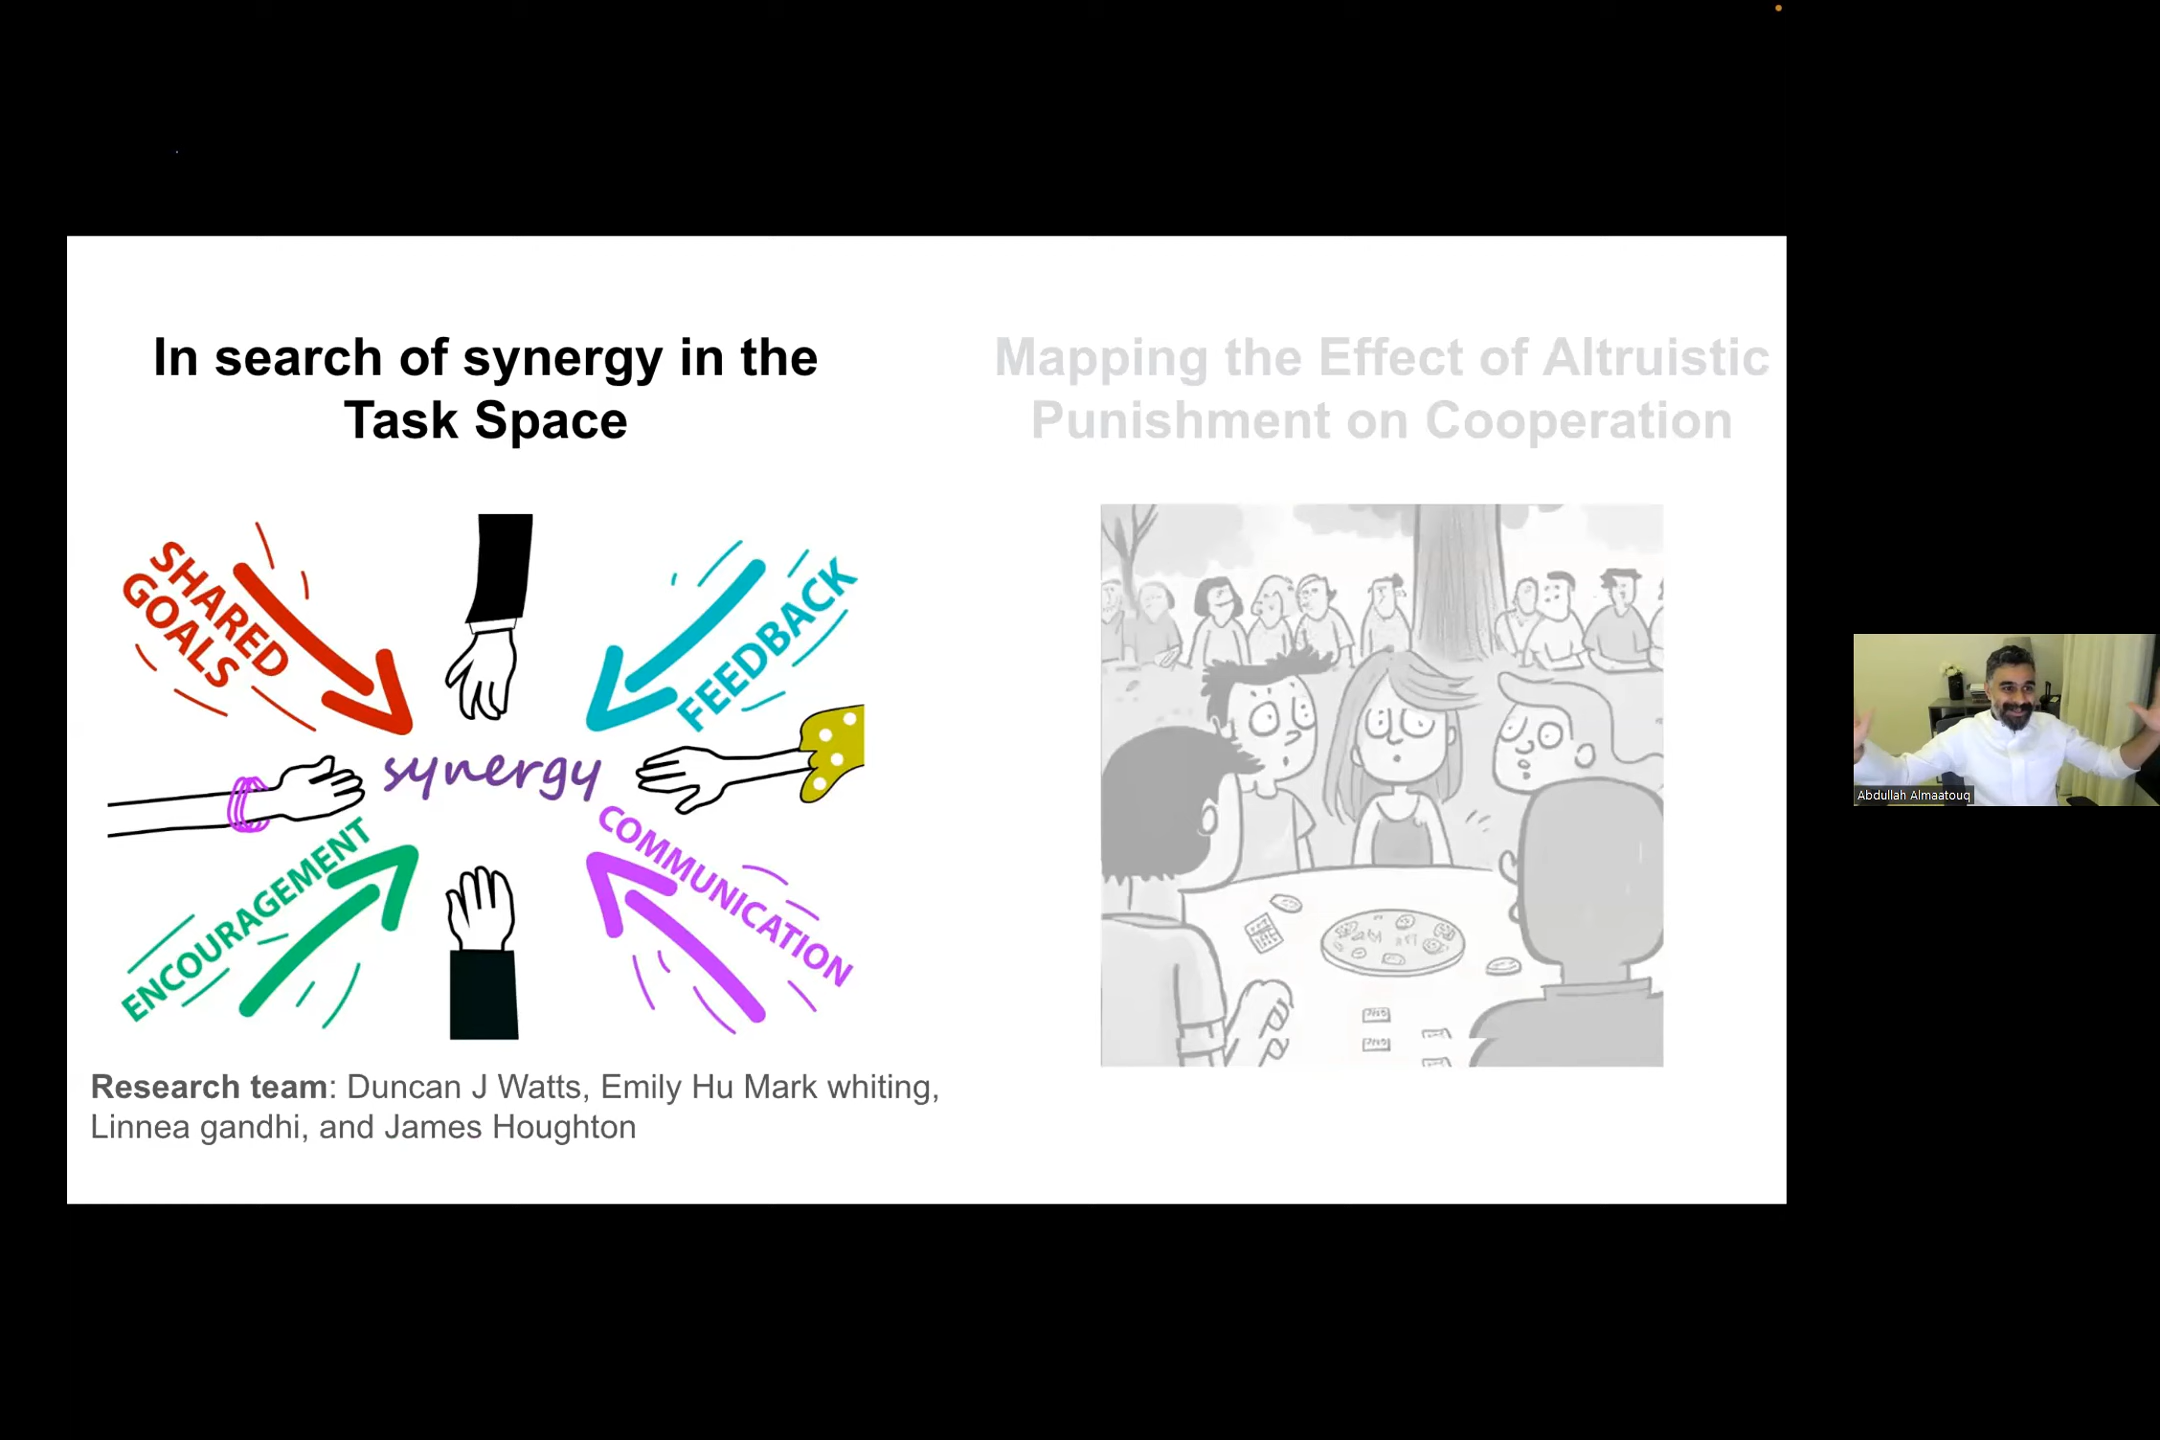 In search of synergy in the
Task Space
Mapping the Effect of Altruistic
Punishment on Cooperation
SHARED
GOALS
FEEDBACK
synergy
ENCOURAGEMENT
COMMUNICATION
Research team: Duncan J Watts, Emily Hu Mark whiting,
Linnea gandhi, and James Houghton
Abdullah Almaatouq